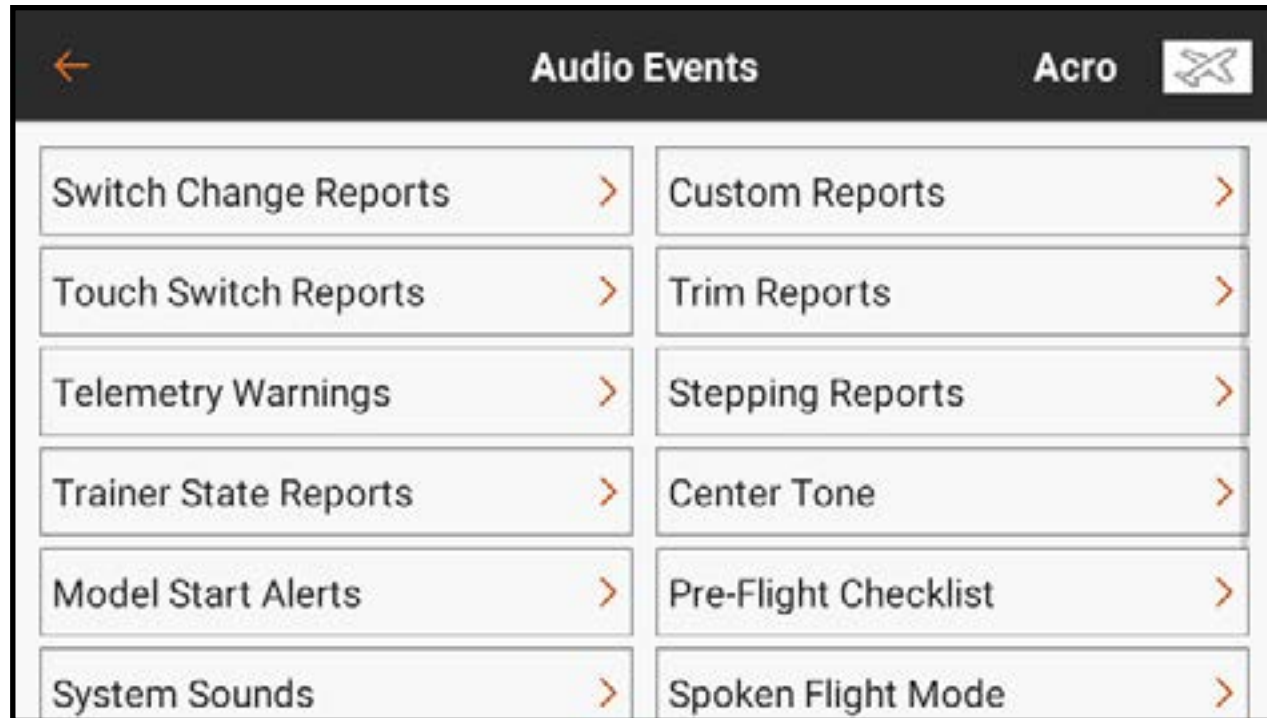 Audio Events Acro
Switch Change Reports
Custom Reports
Touch Switch Reports
Trim Reports
Telemetry Warnings
Stepping Reports
Trainer State Reports
Center Tone
Model Start Alerts
Pre-Flight Checklist
System Sounds
Spoken Flight Mode